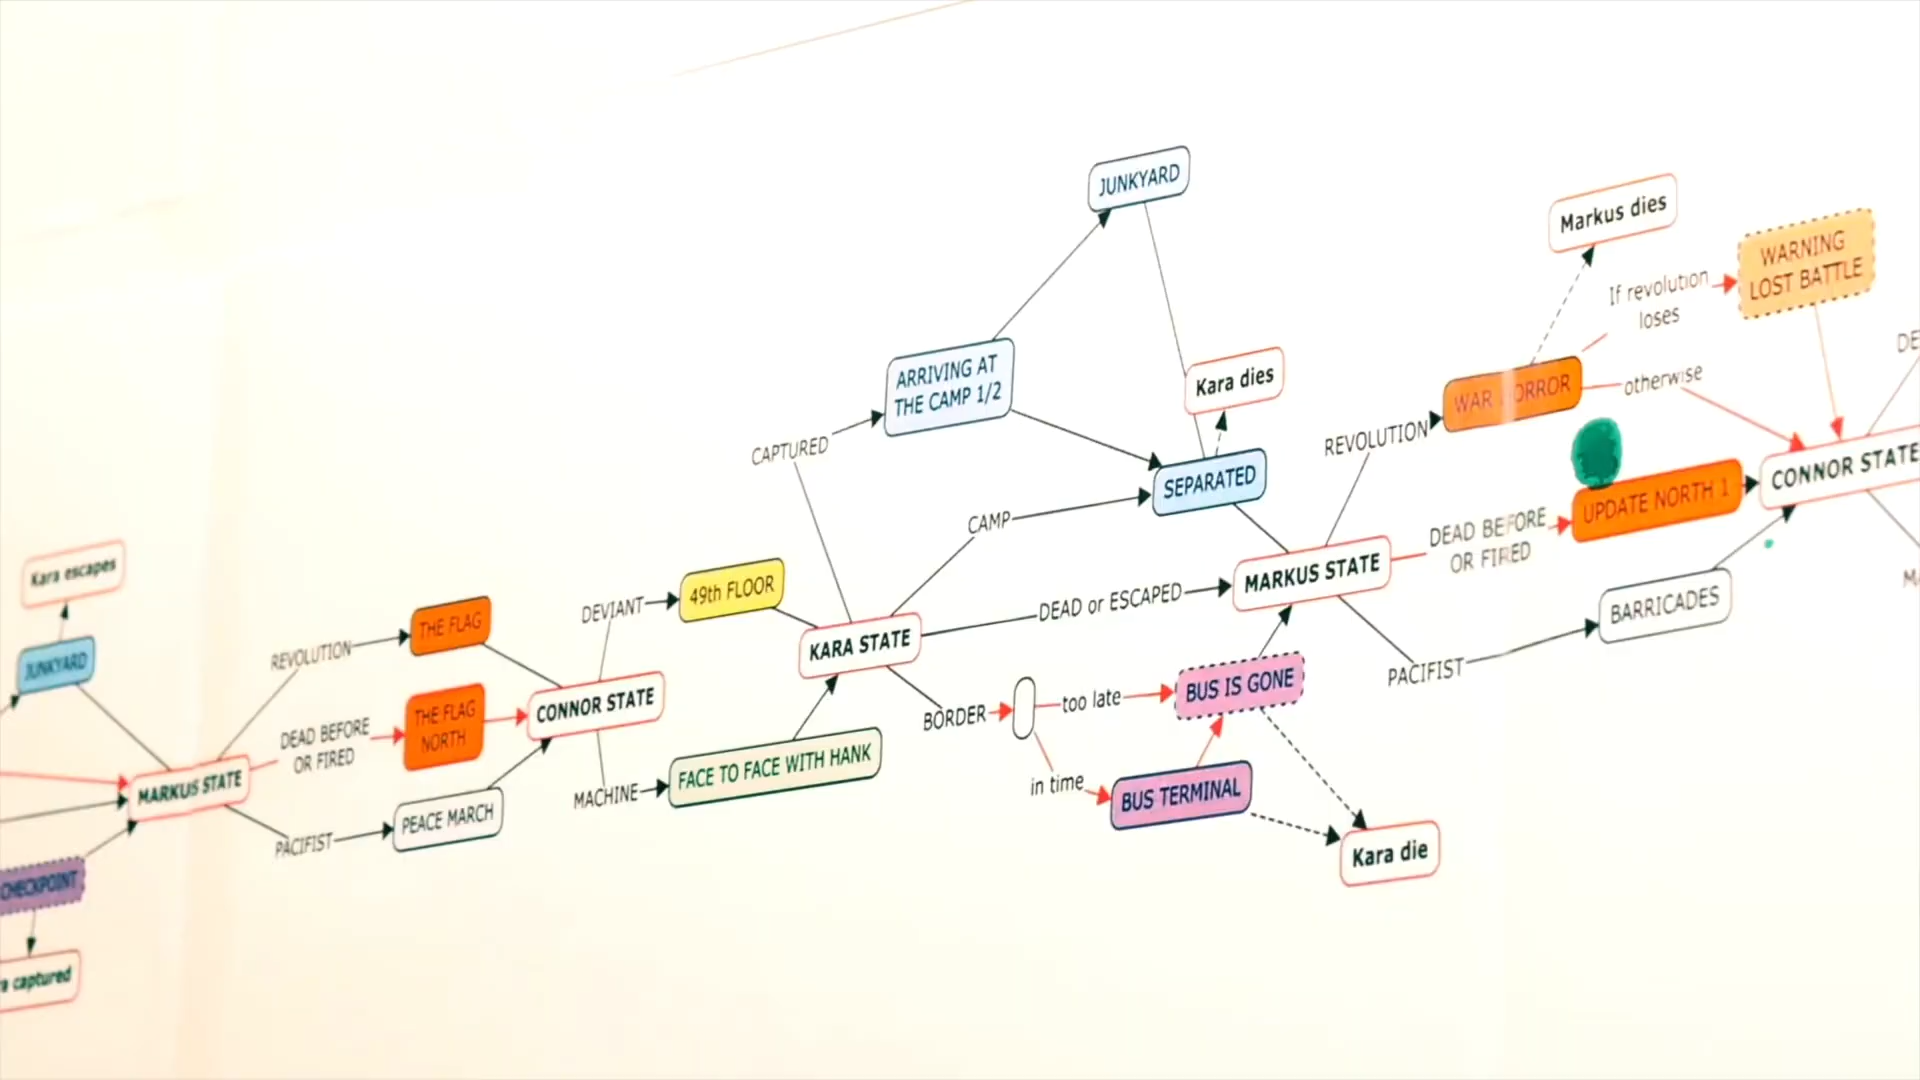 Kara escapes
JUNKYARD
MARKUS STATE
CHECKPOINT
captured
REVOLUTION
THE FLAG
DEAD BEFORE
OR FIRED
THE FLAG
NORTH
PACIFIST
PEACE MARCH
CONNOR STATE
DEVIANT
49th FLOOR
MACHINE
FACE TO FACE WITH HANK
KARA STATE
CAPTURED
ARRIVING AT
THE CAMP 1/2
JUNKYARD
CAMP
SEPARATED
Kara dies
DEAD or ESCAPED
BORDER
too late
BUS IS GONE
in time
BUS TERMINAL
Kara die
MARKUS STATE
REVOLUTION
WAR ORROR
Markus dies
If revolution
loses
WARNING
LOST BATTLE
otherwise
DEAD BEFORE
OR FIRED
UPDATE NORTH 1
PACIFIST
BARRICADES
CONNOR STATE